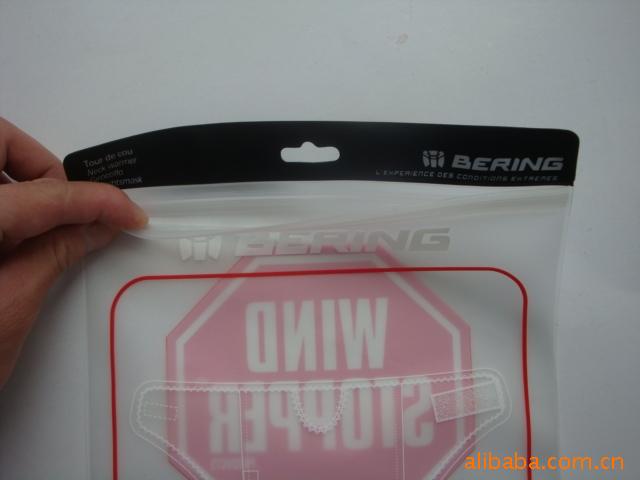 Tour de cou
Neck warmer
BERING
L'EXPERIENCE DES CONDITIONS EXTREMES
BERING
WIND
STOPPER
alibaba.com.cn